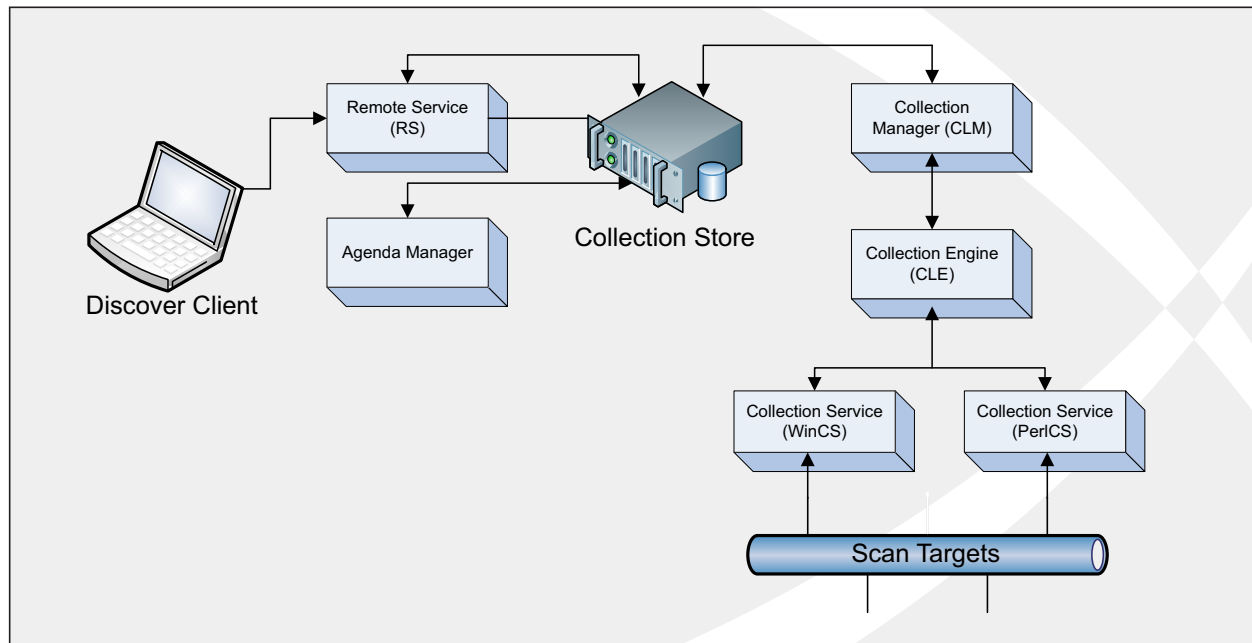 Remote Service
(RS)
Collection
Manager (CLM)
Agenda Manager
Collection Store
Collection Engine
(CLE)
Discover Client
Collection Service
(WinCS)
Collection Service
(PerlCS)
Scan Targets